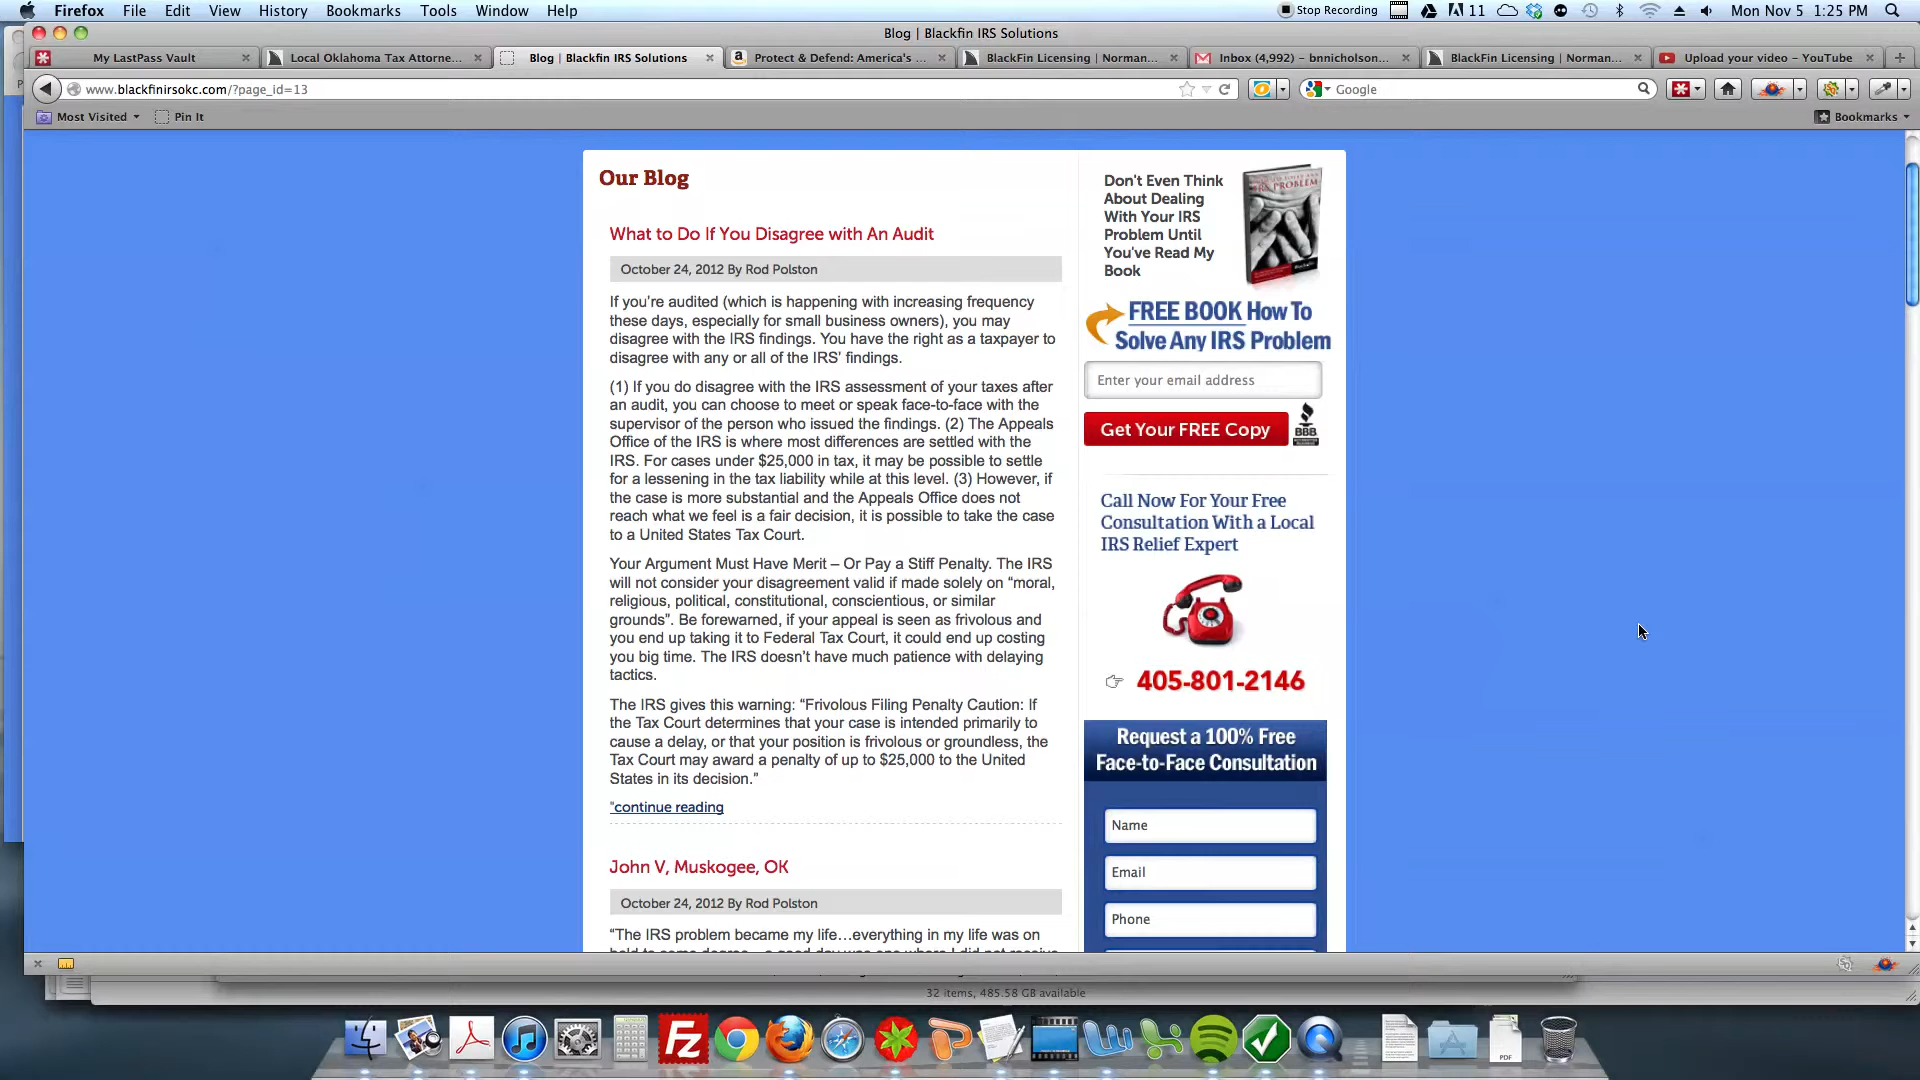 Firefox File Edit View History Bookmarks Tools Window Help
Stop Recording 11 Mon Nov 5 1:25 PM
Blog | Blackfin IRS Solutions
My LastPass Vault
Local Oklahoma Tax Attorne...
Blog | Blackfin IRS Solutions
Protect & Defend: America's ...
BlackFin Licensing | Norman...
Inbox (4,992) – bnnicholson...
BlackFin Licensing | Norman...
Upload your video – YouTube
www.blackfinirsokc.com/?page_id=13
Google
Most Visited
Pin It
Bookmarks
Our Blog
What to Do If You Disagree with An Audit
October 24, 2012 By Rod Polston
If you're audited (which is happening with increasing frequency
these days, especially for small business owners), you may
disagree with the IRS findings. You have the right as a taxpayer to
disagree with any or all of the IRS' findings.
(1) If you do disagree with the IRS assessment of your taxes after
an audit, you can choose to meet or speak face-to-face with the
supervisor of the person who issued the findings. (2) The Appeals
Office of the IRS is where most differences are settled with the
IRS. For cases under $25,000 in tax, it may be possible to settle
for a lessening in the tax liability while at this level. (3) However, if
the case is more substantial and the Appeals Office does not
reach what we feel is a fair decision, it is possible to take the case
to a United States Tax Court.
Your Argument Must Have Merit – Or Pay a Stiff Penalty. The IRS
will not consider your disagreement valid if made solely on “moral,
religious, political, constitutional, conscientious, or similar
grounds”. Be forewarned, if your appeal is seen as frivolous and
you end up taking it to Federal Tax Court, it could end up costing
you big time. The IRS doesn't have much patience with delaying
tactics.
The IRS gives this warning: “Frivolous Filing Penalty Caution: If
the Tax Court determines that your case is intended primarily to
cause a delay, or that your position is frivolous or groundless, the
Tax Court may award a penalty of up to $25,000 to the United
States in its decision.”
"continue reading
John V, Muskogee, OK
October 24, 2012 By Rod Polston
“The IRS problem became my life…everything in my life was on
Don't Even Think
About Dealing
With Your IRS
Problem Until
You've Read My
Book
IRS PROBLEM
FREE BOOK How To
Solve Any IRS Problem
Enter your email address
Get Your FREE Copy
BBB
Call Now For Your Free
Consultation With a Local
IRS Relief Expert
405-801-2146
Request a 100% Free
Face-to-Face Consultation
Name
Email
Phone
32 items, 485.58 GB available
PDF